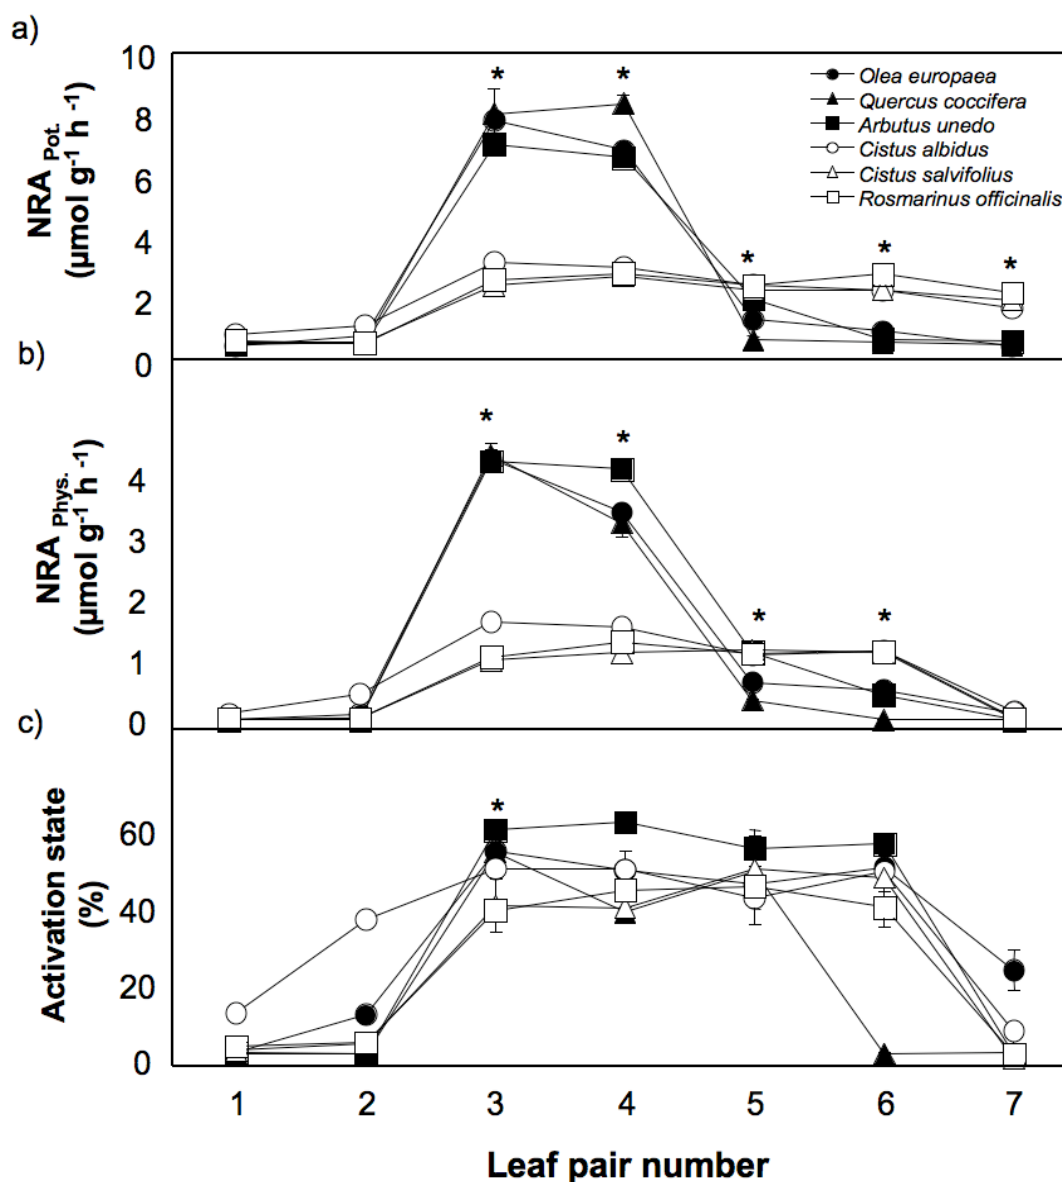 a)
10
8
6
4
2
0
NRA Pot.
(µmol g-1 h -1)
* * * * *
Olea europaea
Quercus coccifera
Arbutus unedo
Cistus albidus
Cistus salvifolius
Rosmarinus officinalis
b)
4
3
2
1
0
NRA Phys.
(µmol g-1 h -1)
* * * *
c)
60
40
20
0
Activation state
(%)
*
1 2 3 4 5 6 7
Leaf pair number